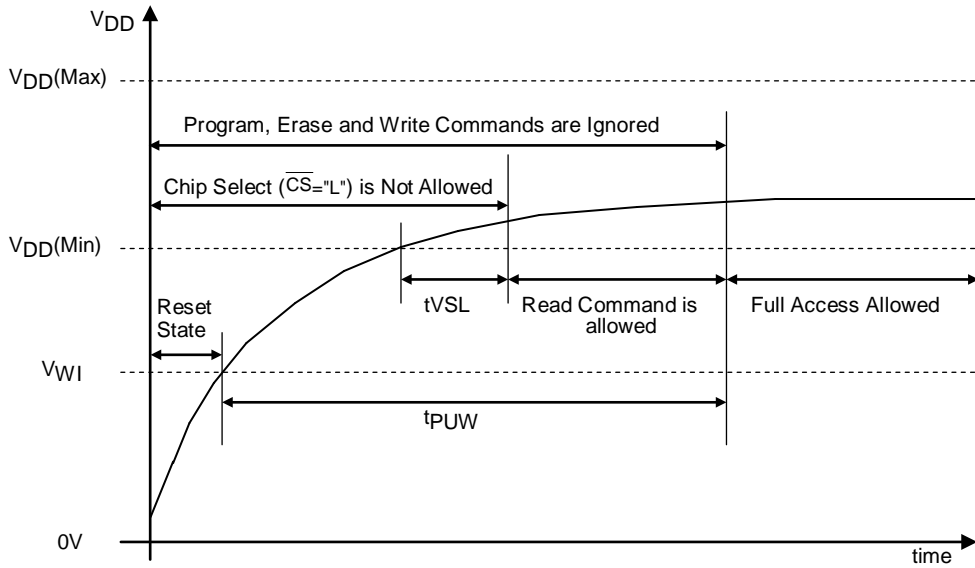 VDD
VDD(Max)
Program, Erase and Write Commands are Ignored
Chip Select (CS="L") is Not Allowed
VDD(Min)
Reset
State
tVSL
Read Command is
allowed
Full Access Allowed
VWI
tPUW
0V
time